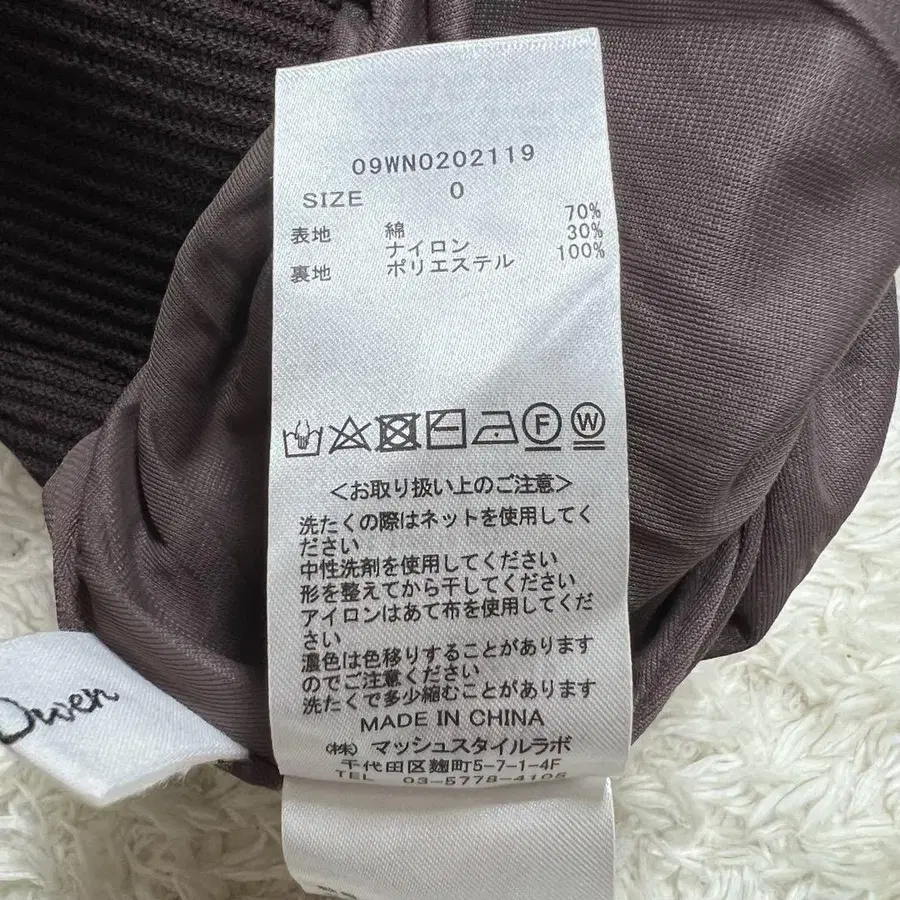 09WN0202119
SIZE 0
表地 綿 70%
ナイロン 30%
裏地 ポリエステル 100%
F W
<お取り扱い上のご注意>
洗たくの際はネットを使用してく
ださい
中性洗剤を使用してください
形を整えてから干してください
アイロンはあて布を使用してくだ
さい
濃色は色移りすることがあります
のでご注意ください
洗たくで多少縮むことがあります
MADE IN CHINA
(株) マッシュスタイルラボ
千代田区麹町5-7-1-4F
TEL 03-5778-4105
Owen